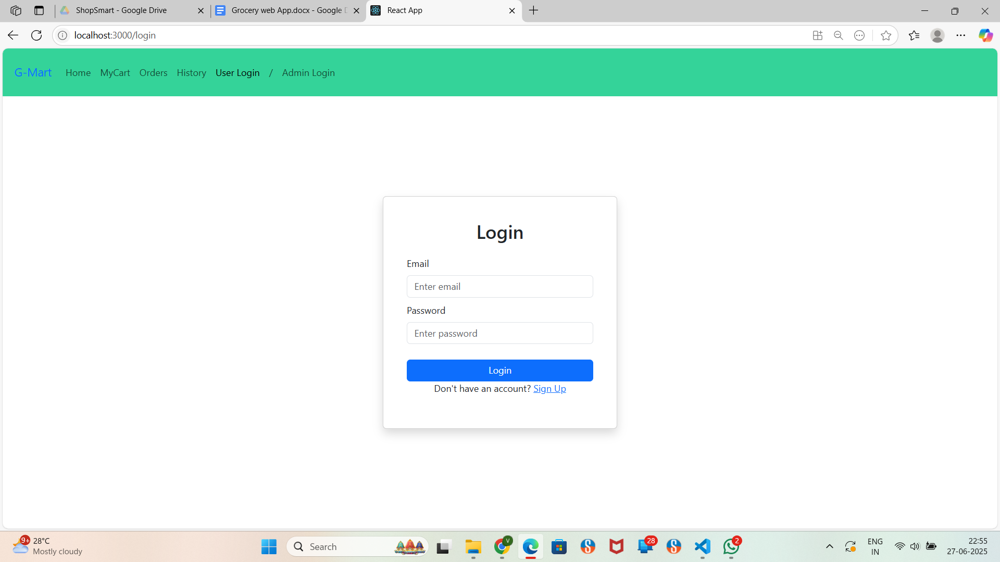 ShopSmart - Google Drive
Grocery web App.docx - Google D
React App
localhost:3000/login
G-Mart Home MyCart Orders History User Login / Admin Login
Login
Email
Enter email
Password
Enter password
Login
Don't have an account? Sign Up
9+
28°C
Mostly cloudy
Search
V
28
2
ENG
IN
22:55
27-06-2025